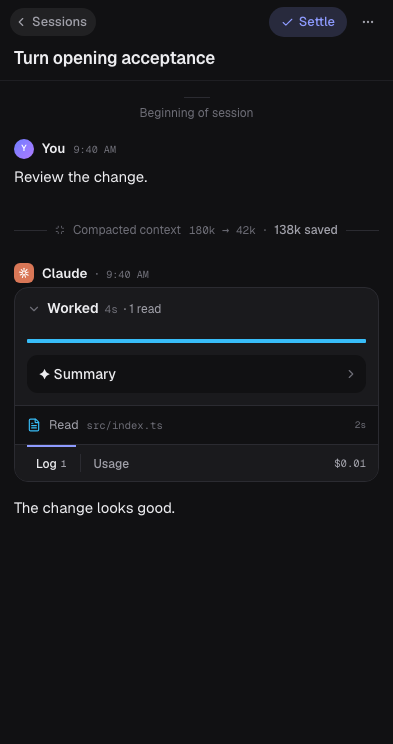 Sessions
Settle
Turn opening acceptance
Beginning of session
Y
You 9:40 AM
Review the change.
Compacted context 180k → 42k · 138k saved
Claude · 9:40 AM
Worked 4s · 1 read
Summary
Read src/index.ts 2s
Log 1 Usage $0.01
The change looks good.